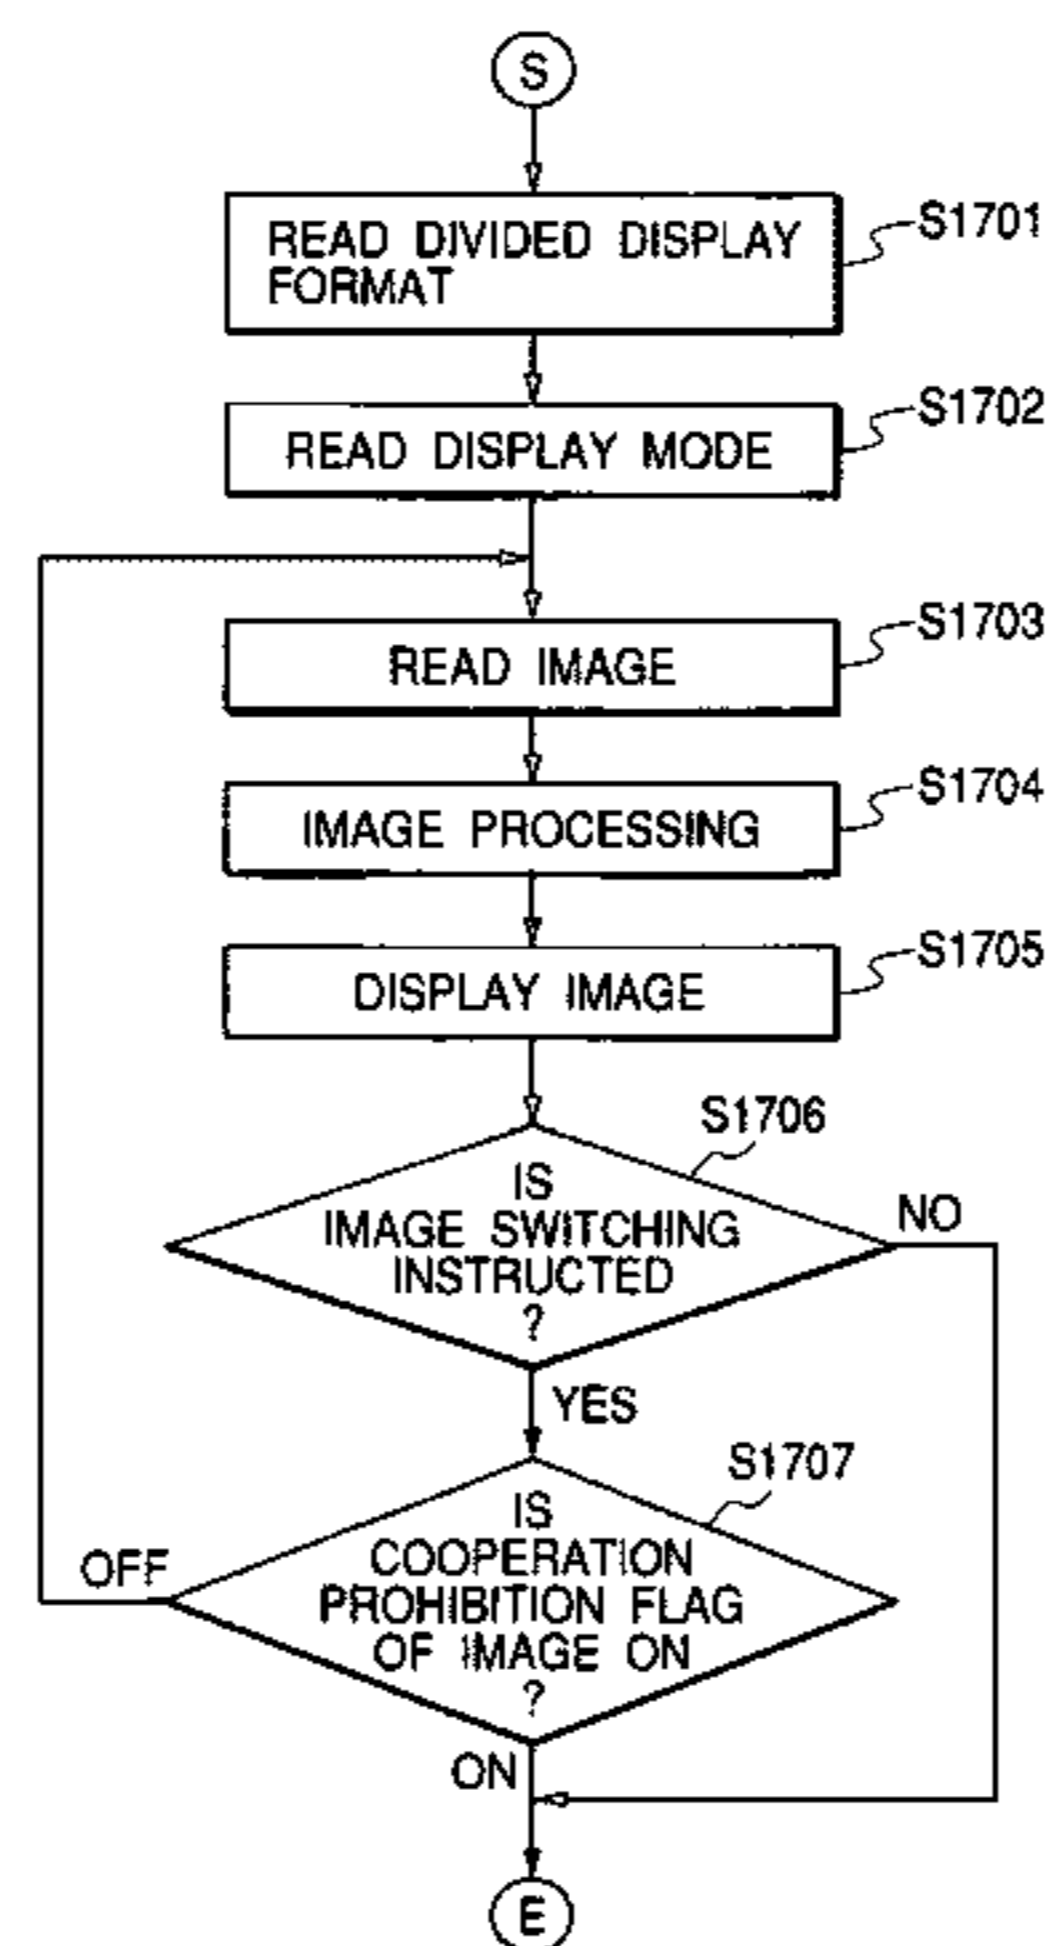 S
READ DIVIDED DISPLAY
FORMAT
S1701
READ DISPLAY MODE
S1702
READ IMAGE
S1703
IMAGE PROCESSING
S1704
DISPLAY IMAGE
S1705
S1706
IS
IMAGE SWITCHING
INSTRUCTED
?
NO
YES
S1707
IS
COOPERATION
PROHIBITION FLAG
OF IMAGE ON
?
OFF
ON
E